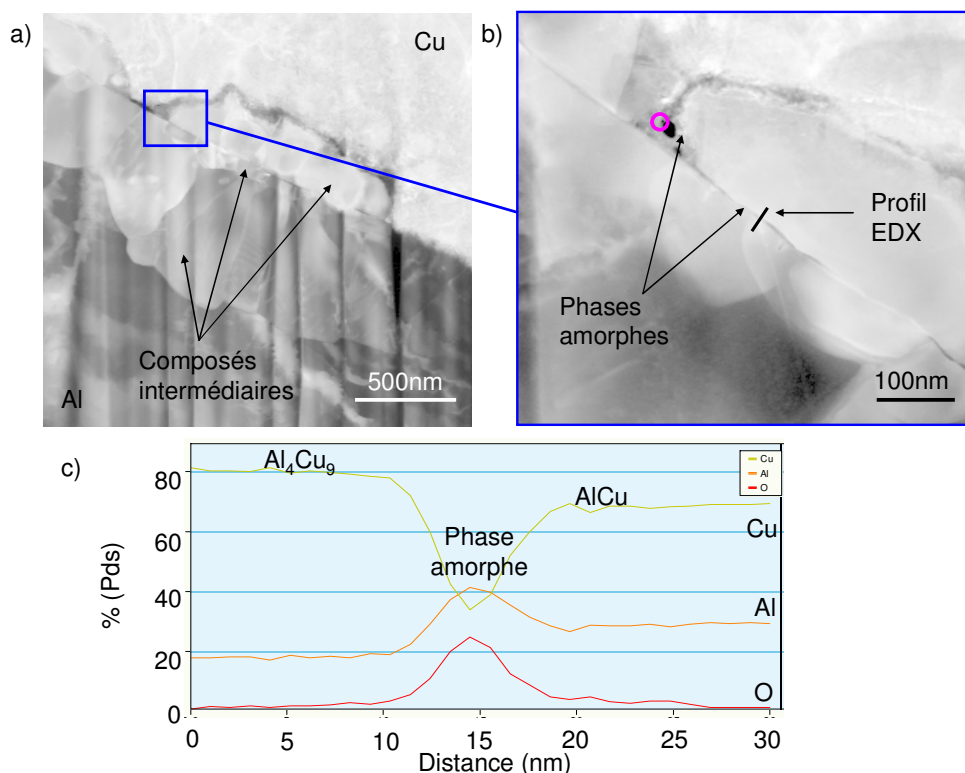 a)
Cu
Composés
intermédiaires
500nm
Al
b)
Profil
EDX
Phases
amorphes
100nm
c)
Al₄Cu₉
AlCu
Phase
amorphe
Cu
Al
O
Cu
Al
O
% (Pds)
80
60
40
20
0
0 5 10 15 20 25 30
Distance (nm)